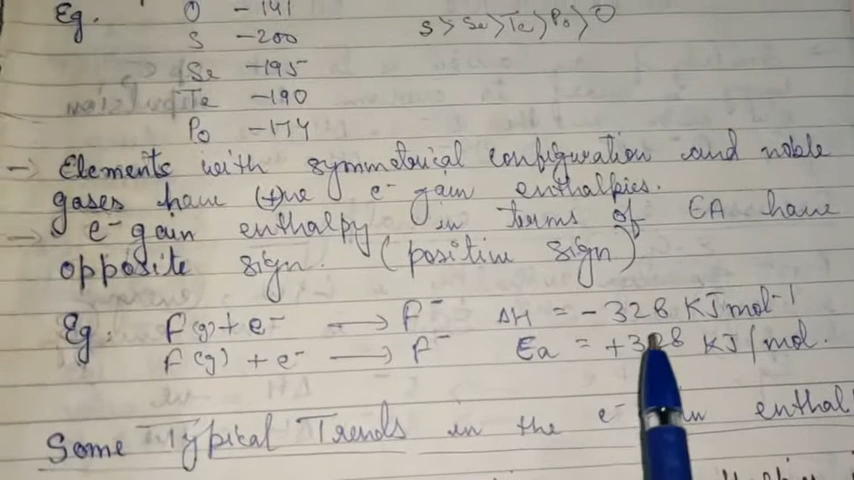 Eg. O -141
S -200 S > Se > Te > Po > O
Se -195
Te -190
Po -174
→ Elements with symmetrical configuration and noble
gases have (+)ve e- gain enthalpies.
→ e- gain enthalpy in terms of EA have
opposite sign. (positive sign)
Eg. F(g) + e- → F- ΔH = -328 KJ mol-1
F(g) + e- → F- Ea = +328 KJ/mol.
Some Typical Trends in the e- enthal